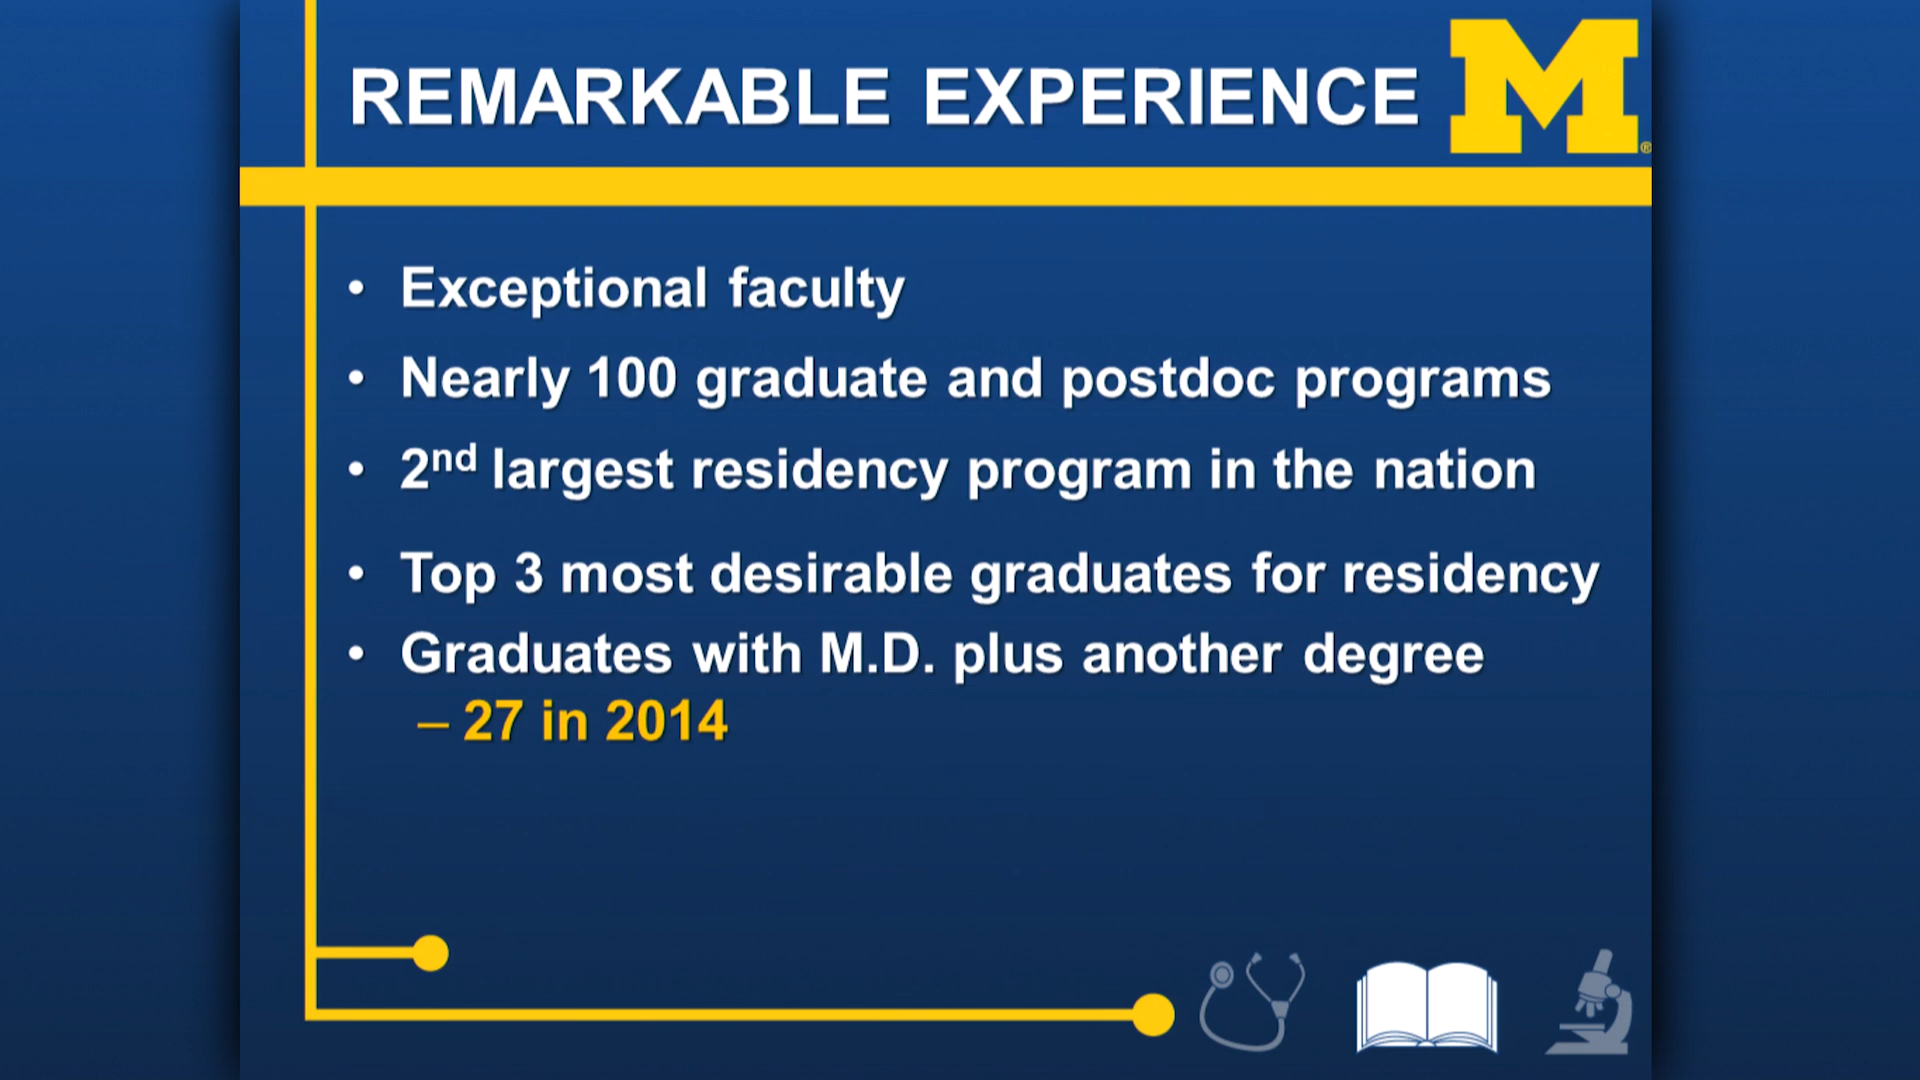 REMARKABLE EXPERIENCE
M
®
• Exceptional faculty
• Nearly 100 graduate and postdoc programs
• 2nd largest residency program in the nation
• Top 3 most desirable graduates for residency
• Graduates with M.D. plus another degree
– 27 in 2014